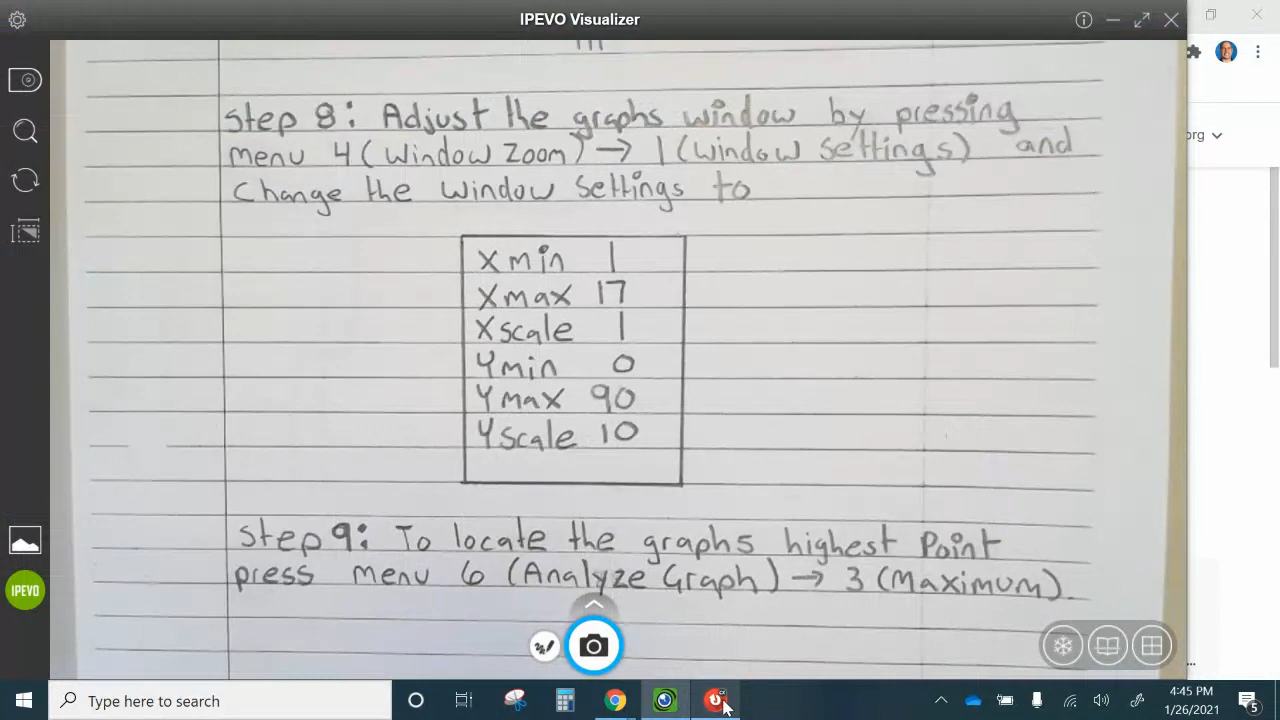 IPEVO Visualizer
org
Step 8: Adjust the graphs window by pressing
menu 4 (Window Zoom) → 1 (Window Settings) and
Change the window settings to
Xmin 1
Xmax 17
Xscale 1
Ymin 0
Ymax 90
Yscale 10
Step 9: To locate the graphs highest Point
press menu 6 (Analyze Graph) → 3 (Maximum).
IPEVO
...
Type here to search
4:45 PM
1/26/2021
5